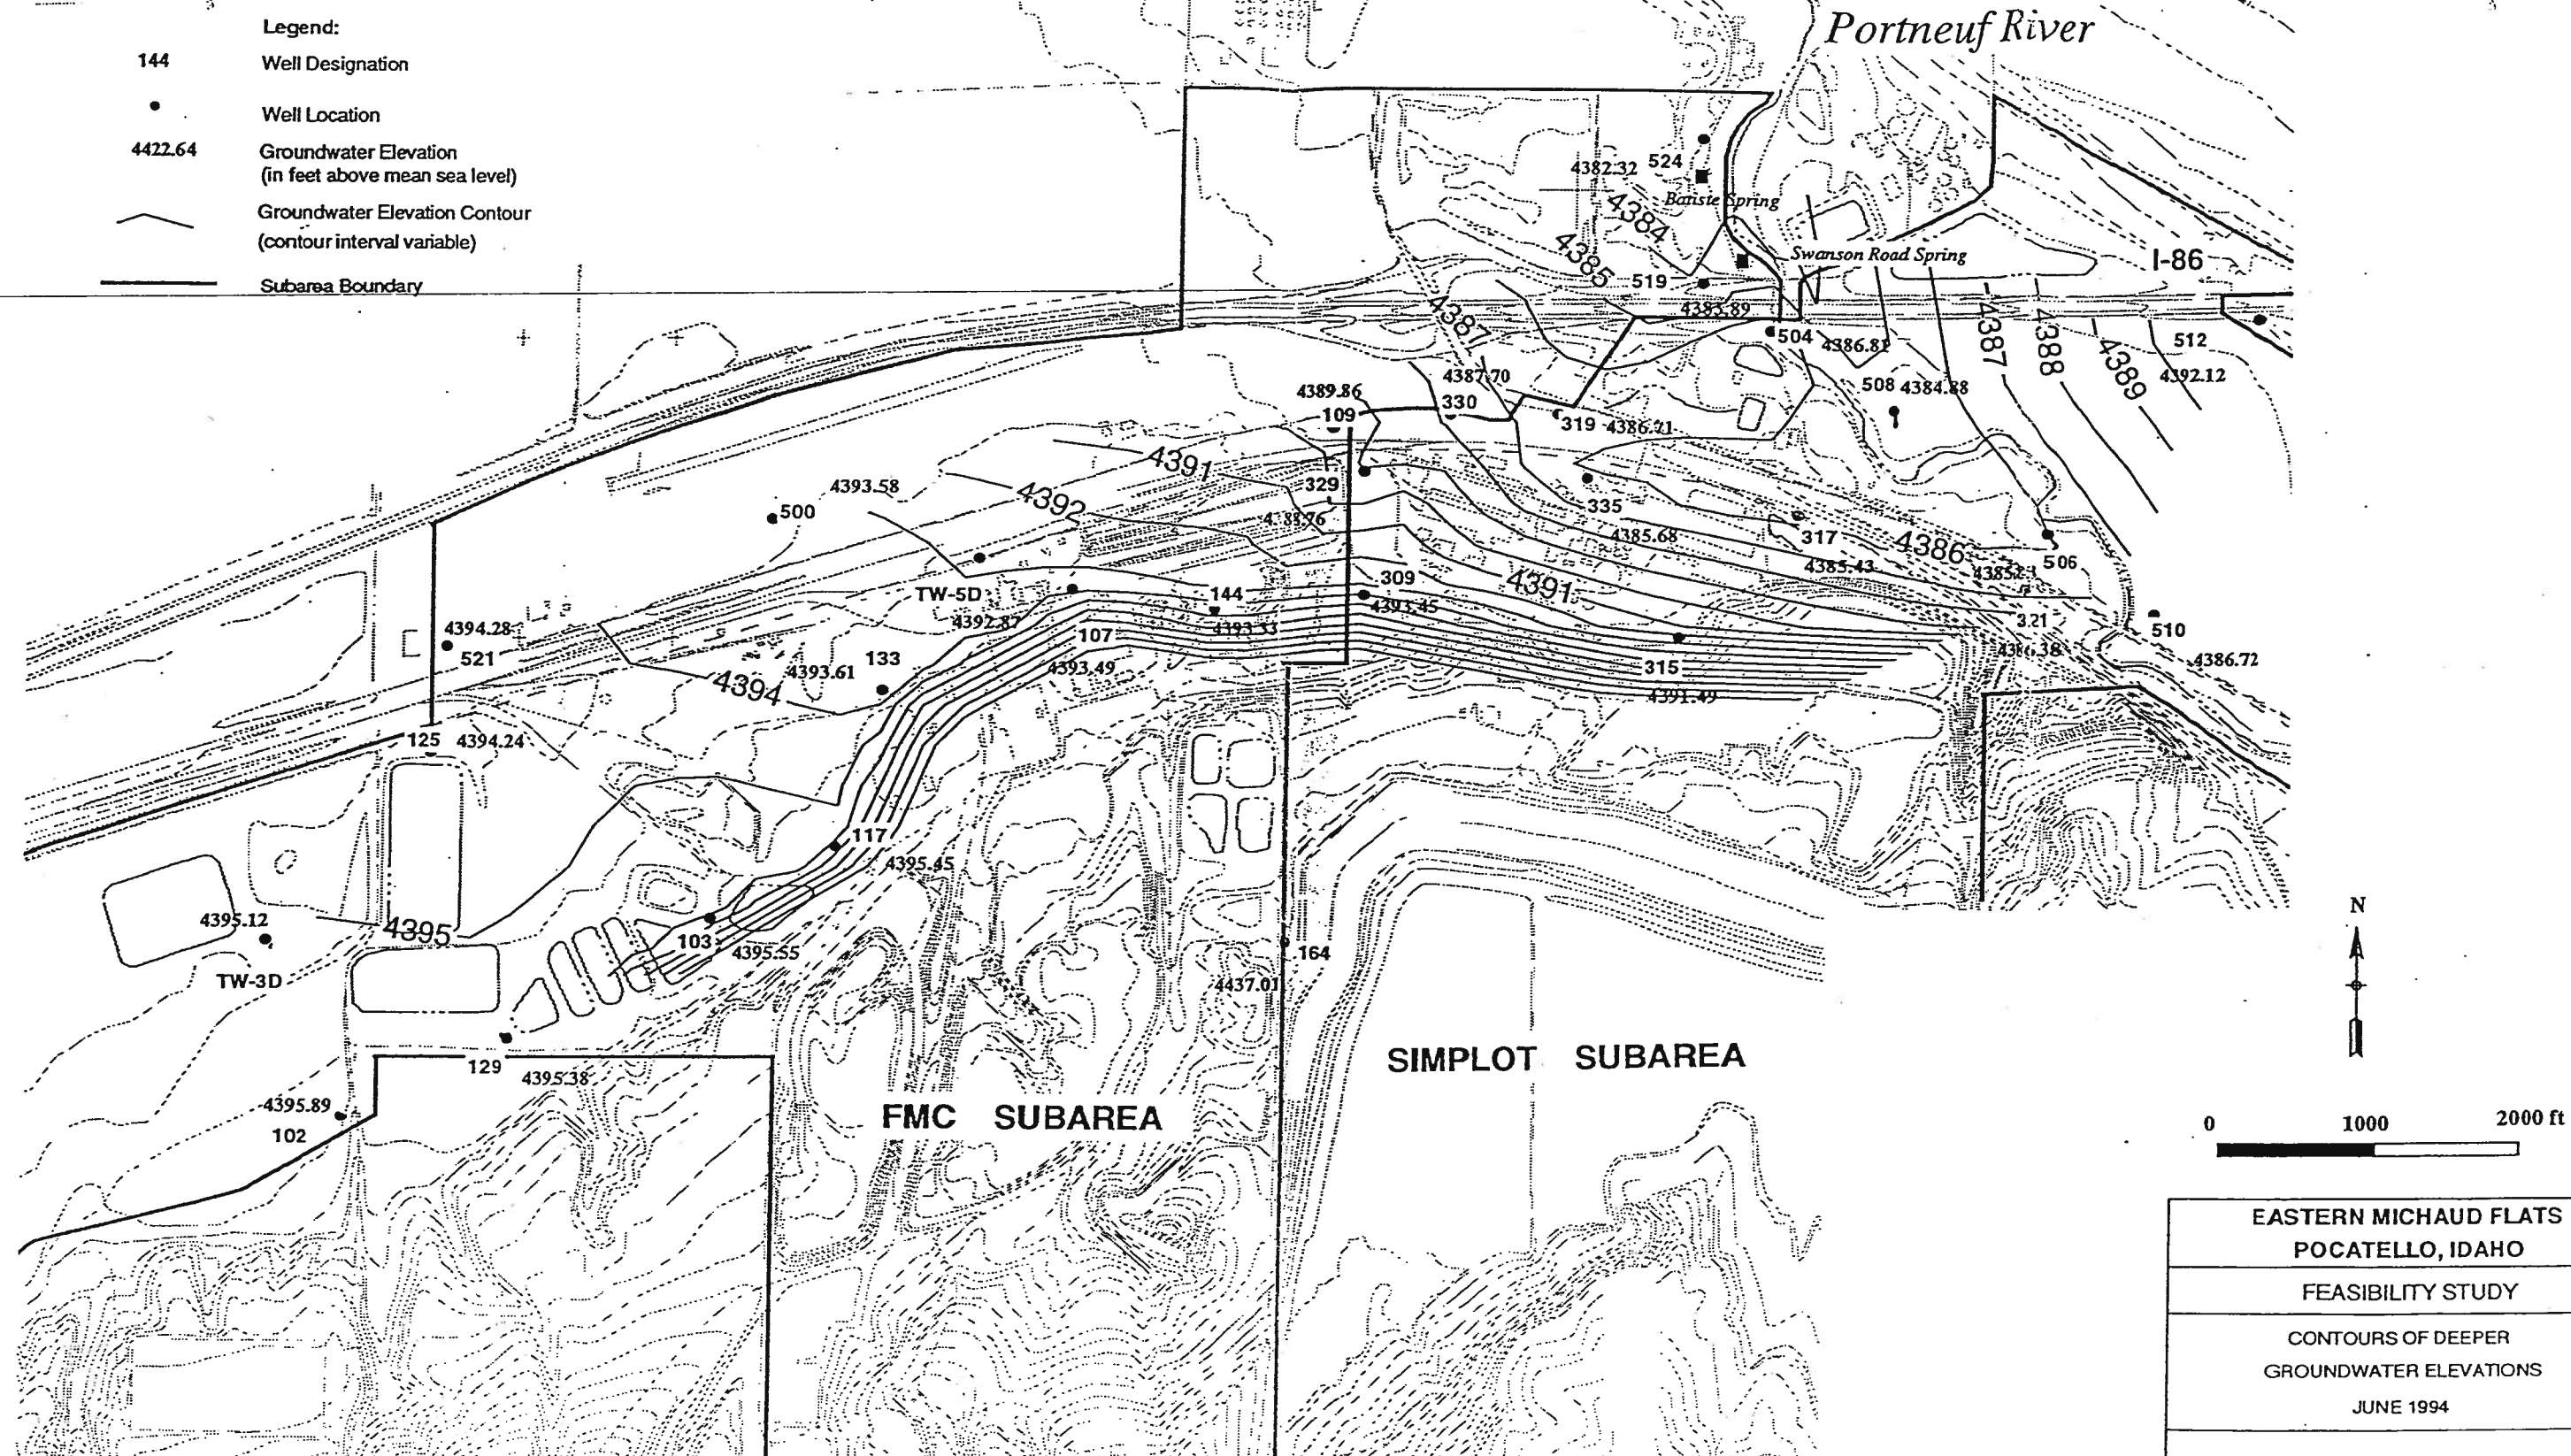 Legend:
144 Well Designation
Well Location
4422.64 Groundwater Elevation
(in feet above mean sea level)
Groundwater Elevation Contour
(contour interval variable)
Subarea Boundary
Portneuf River
4382.32 524
Batiste Spring
4384
4385
Swanson Road Spring
I-86
519
4383.89
4387
504
4386.81
4387
4388
4389
512
4392.12
508 4384.88
4387.70
4389.86
109
330
319 4386.71
4391
4392
4393.58
500
329
335
4385.68
317
4385.43
4386
506
TW-5D
4392.87
144
4393.33
309
4393.45
4391
321
510
4386.72
4394.28
521
107
4393.49
133
4393.61
4394
315
4391.49
125 4394.24
117
4395.45
4395.12
TW-3D
4395
103
4395.55
164
4437.01
129
4395.38
4395.89
102
FMC SUBAREA
SIMPLOT SUBAREA
N
0 1000 2000 ft
EASTERN MICHAUD FLATS
POCATELLO, IDAHO
FEASIBILITY STUDY
CONTOURS OF DEEPER
GROUNDWATER ELEVATIONS
JUNE 1994